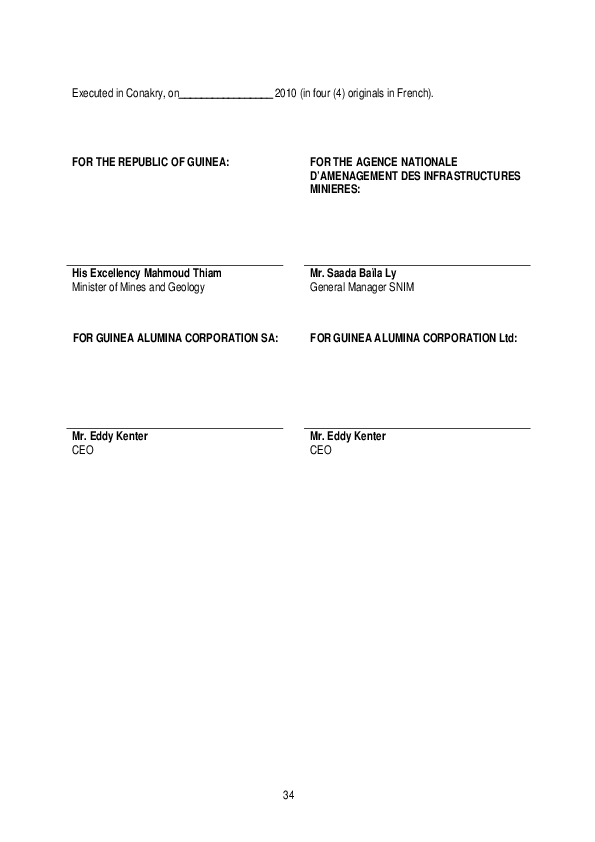 Executed in Conakry, on_________________ 2010 (in four (4) originals in French).
FOR THE REPUBLIC OF GUINEA:
FOR THE AGENCE NATIONALE
D'AMENAGEMENT DES INFRASTRUCTURES
MINIERES:
His Excellency Mahmoud Thiam
Minister of Mines and Geology
Mr. Saada Baïla Ly
General Manager SNIM
FOR GUINEA ALUMINA CORPORATION SA:
FOR GUINEA ALUMINA CORPORATION Ltd:
Mr. Eddy Kenter
CEO
Mr. Eddy Kenter
CEO
34